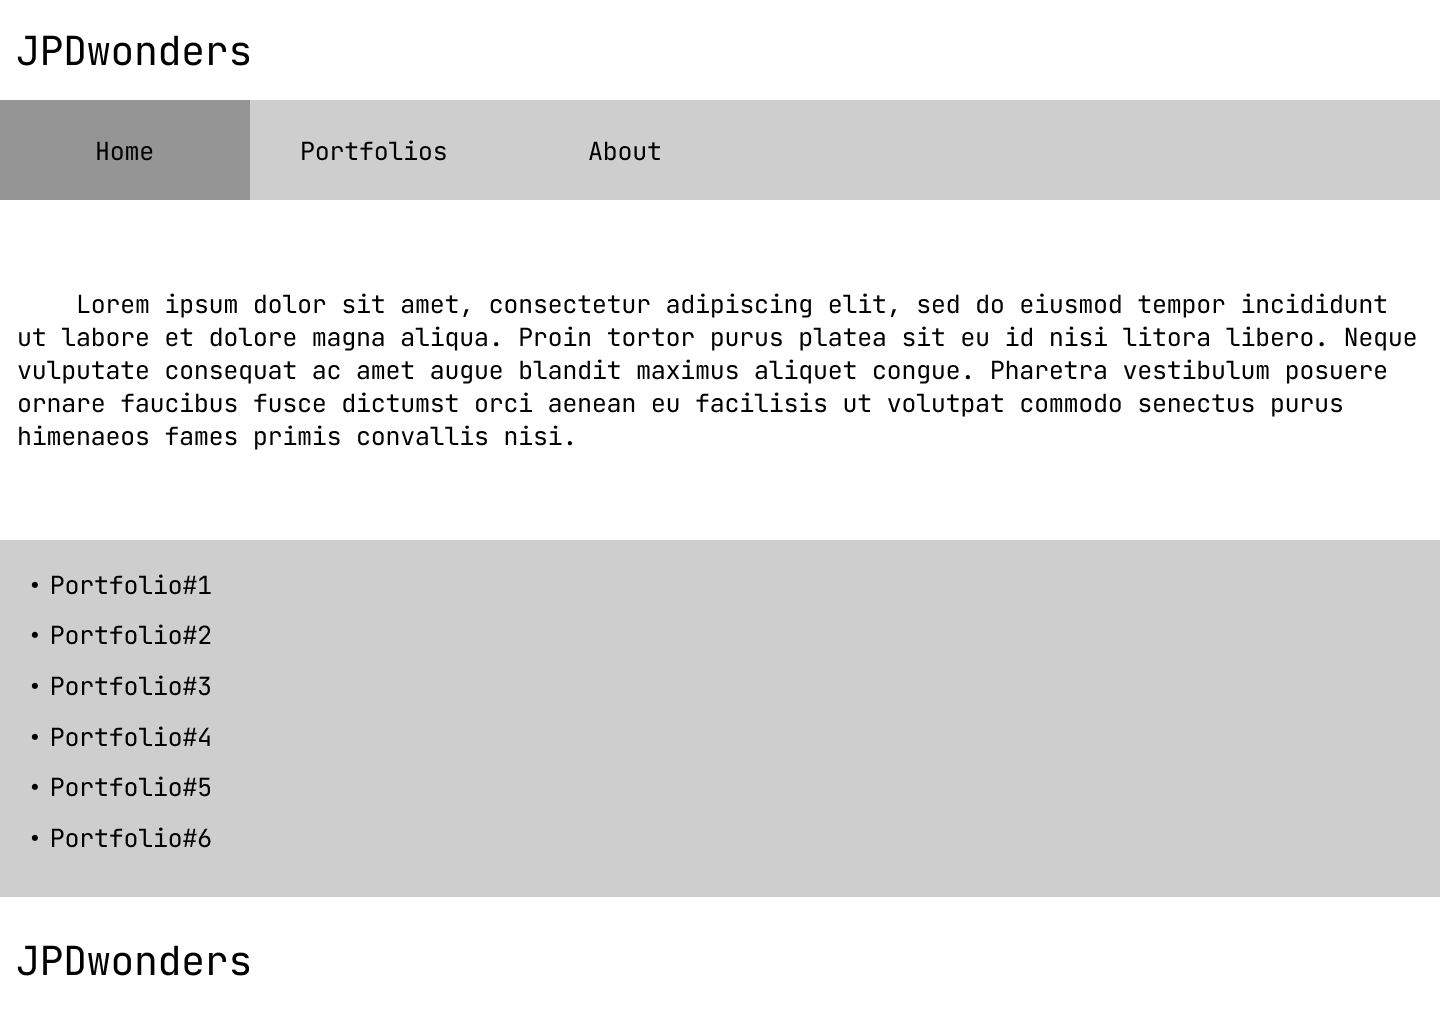 JPDwonders
Home Portfolios About
Lorem ipsum dolor sit amet, consectetur adipiscing elit, sed do eiusmod tempor incididunt
ut labore et dolore magna aliqua. Proin tortor purus platea sit eu id nisi litora libero. Neque
vulputate consequat ac amet augue blandit maximus aliquet congue. Pharetra vestibulum posuere
ornare faucibus fusce dictumst orci aenean eu facilisis ut volutpat commodo senectus purus
himenaeos fames primis convallis nisi.
• Portfolio#1
• Portfolio#2
• Portfolio#3
• Portfolio#4
• Portfolio#5
• Portfolio#6
JPDwonders